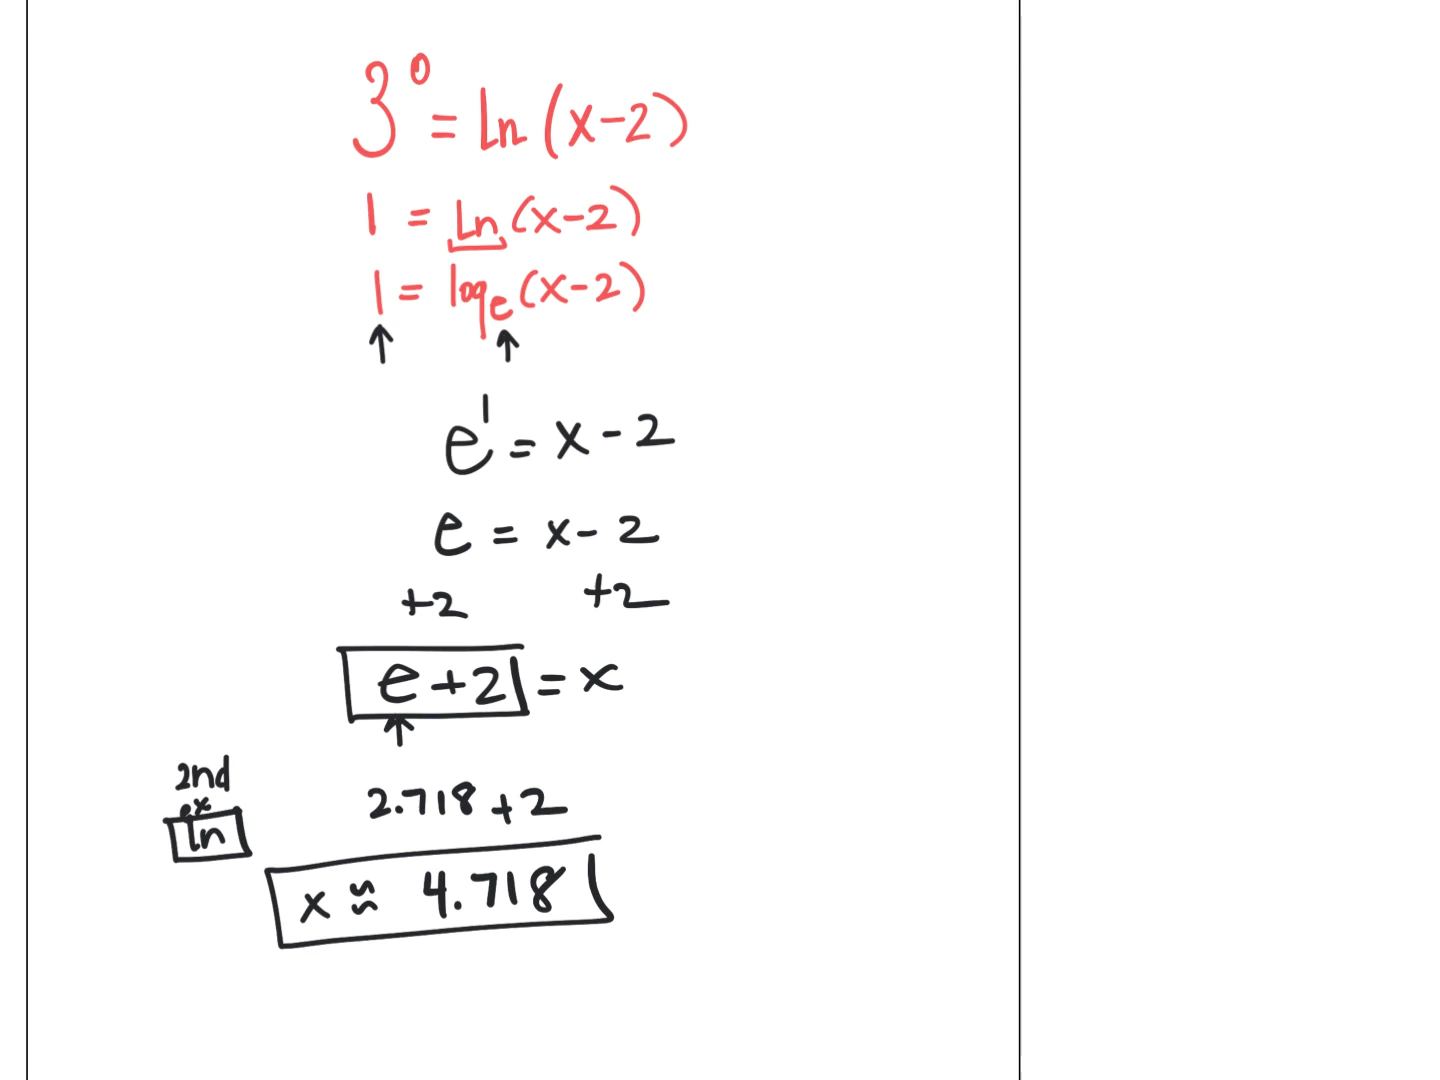 3⁰ = ln (x-2)
1 = ln (x-2)
1 = logₑ (x-2)
e¹ = x - 2
e = x - 2
+2 +2
e + 2 = x
2nd
eˣ
ln
2.718 + 2
x ≈ 4.718